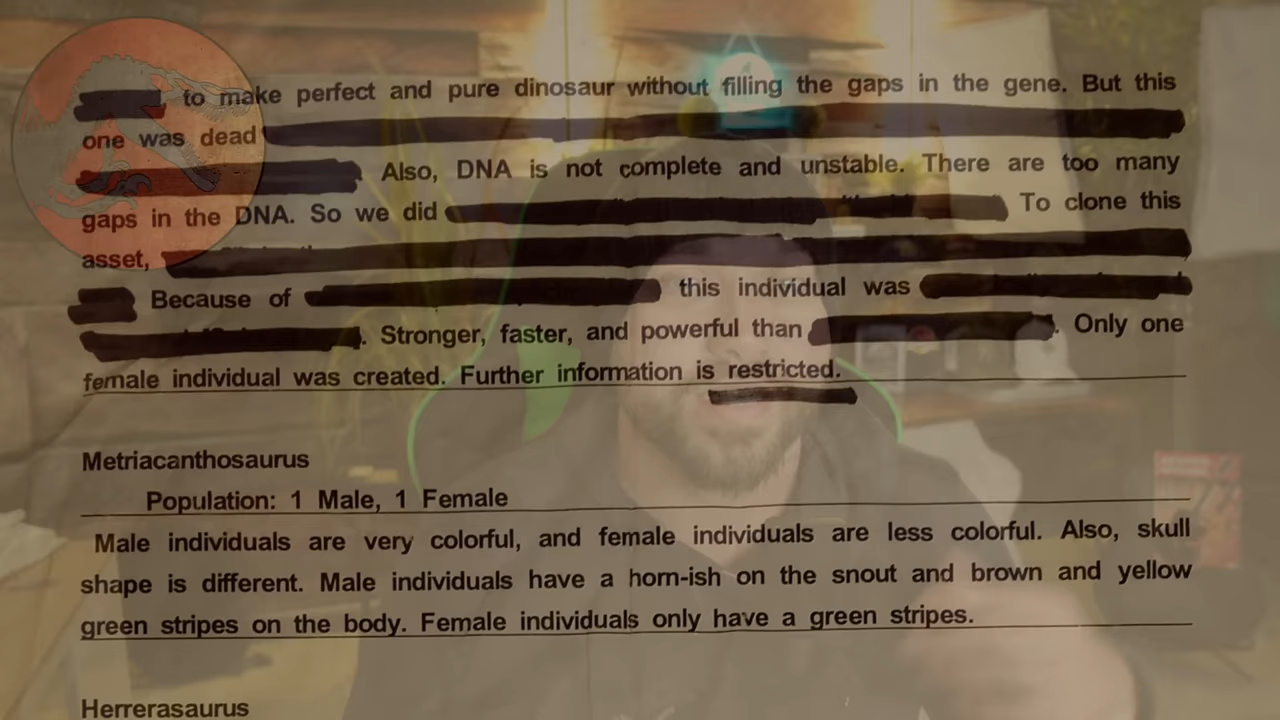 to make perfect and pure dinosaur without filling the gaps in the gene. But this
one was dead
Also, DNA is not complete and unstable. There are too many
gaps in the DNA. So we did To clone this
asset,
Because of this individual was
. Stronger, faster, and powerful than . Only one
female individual was created. Further information is restricted.
Metriacanthosaurus
Population: 1 Male, 1 Female
Male individuals are very colorful, and female individuals are less colorful. Also, skull
shape is different. Male individuals have a horn-ish on the snout and brown and yellow
green stripes on the body. Female individuals only have a green stripes.
Herrerasaurus